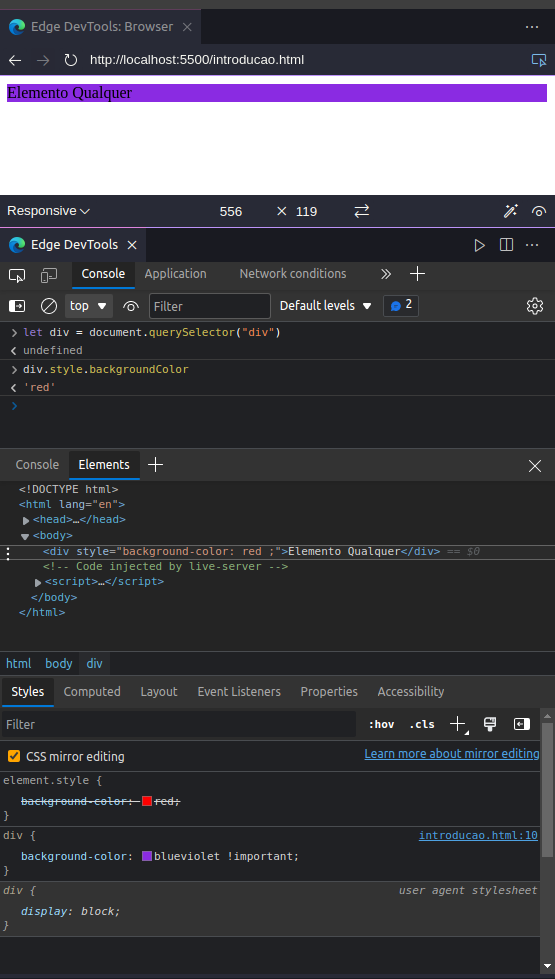 Edge DevTools: Browser
http://localhost:5500/introducao.html
Elemento Qualquer
Responsive 556 × 119
Edge DevTools
Console Application Network conditions
top Filter Default levels 2
let div = document.querySelector("div")
undefined
div.style.backgroundColor
'red'
Console Elements
<!DOCTYPE html>
<html lang="en">
<head>…</head>
<body>
<div style="background-color: red ;">Elemento Qualquer</div> == $0
<!-- Code injected by live-server -->
<script>…</script>
</body>
</html>
html body div
Styles Computed Layout Event Listeners Properties Accessibility
Filter :hov .cls
CSS mirror editing Learn more about mirror editing
element.style {
background-color: red;
}
div { introducao.html:10
background-color: blueviolet !important;
}
div { user agent stylesheet
display: block;
}